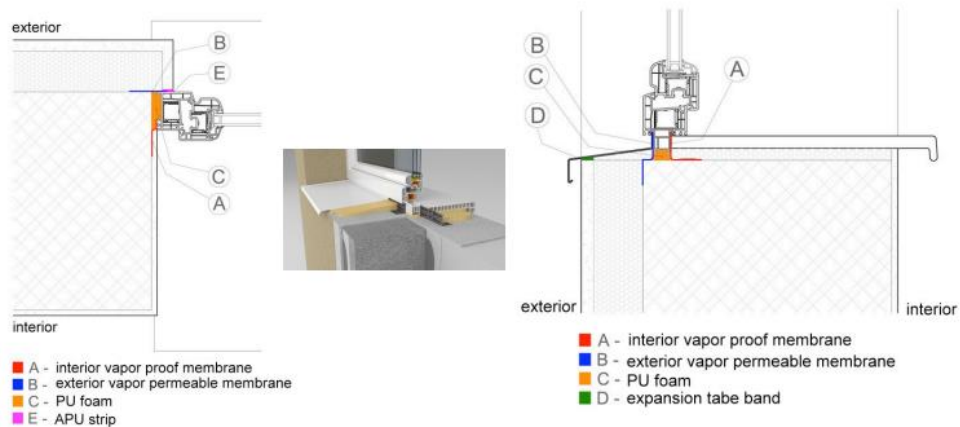 exterior
B
E
C
A
interior
A - interior vapor proof membrane
B - exterior vapor permeable membrane
C - PU foam
E - APU strip
B
A
C
D
exterior
interior
A - interior vapor proof membrane
B - exterior vapor permeable membrane
C - PU foam
D - expansion tabe band